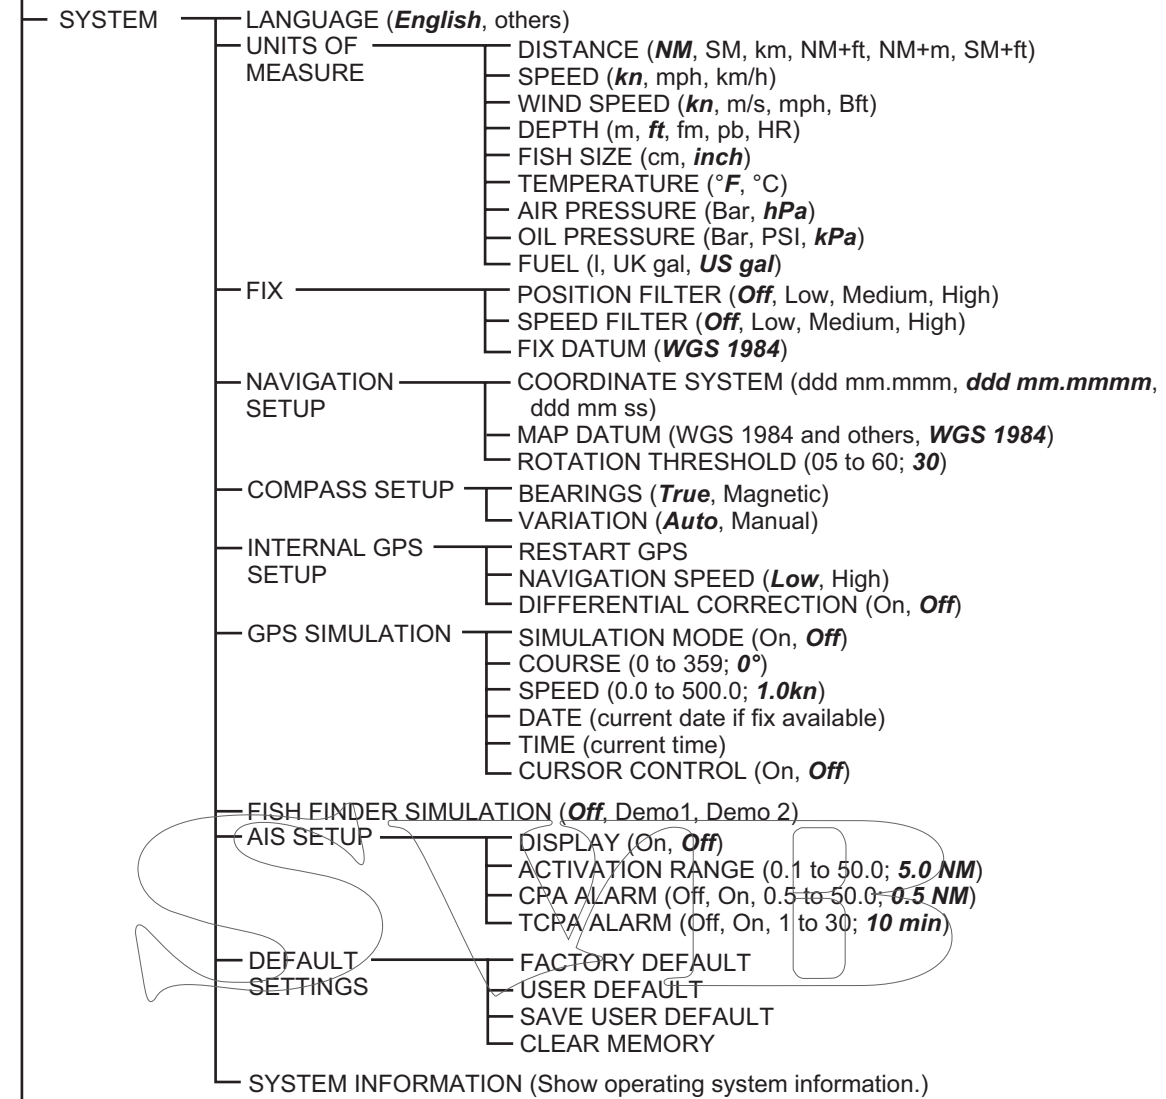 SYSTEM
LANGUAGE (English, others)
UNITS OF
MEASURE
DISTANCE (NM, SM, km, NM+ft, NM+m, SM+ft)
SPEED (kn, mph, km/h)
WIND SPEED (kn, m/s, mph, Bft)
DEPTH (m, ft, fm, pb, HR)
FISH SIZE (cm, inch)
TEMPERATURE (°F, °C)
AIR PRESSURE (Bar, hPa)
OIL PRESSURE (Bar, PSI, kPa)
FUEL (l, UK gal, US gal)
FIX
POSITION FILTER (Off, Low, Medium, High)
SPEED FILTER (Off, Low, Medium, High)
FIX DATUM (WGS 1984)
NAVIGATION
SETUP
COORDINATE SYSTEM (ddd mm.mmm, ddd mm.mmmm,
ddd mm ss)
MAP DATUM (WGS 1984 and others, WGS 1984)
ROTATION THRESHOLD (05 to 60; 30)
COMPASS SETUP
BEARINGS (True, Magnetic)
VARIATION (Auto, Manual)
INTERNAL GPS
SETUP
RESTART GPS
NAVIGATION SPEED (Low, High)
DIFFERENTIAL CORRECTION (On, Off)
GPS SIMULATION
SIMULATION MODE (On, Off)
COURSE (0 to 359; 0°)
SPEED (0.0 to 500.0; 1.0kn)
DATE (current date if fix available)
TIME (current time)
CURSOR CONTROL (On, Off)
FISH FINDER SIMULATION (Off, Demo1, Demo 2)
AIS SETUP
DISPLAY (On, Off)
ACTIVATION RANGE (0.1 to 50.0; 5.0 NM)
CPA ALARM (Off, On, 0.5 to 50.0; 0.5 NM)
TCPA ALARM (Off, On, 1 to 30; 10 min)
DEFAULT
SETTINGS
FACTORY DEFAULT
USER DEFAULT
SAVE USER DEFAULT
CLEAR MEMORY
SYSTEM INFORMATION (Show operating system information.)
SVB